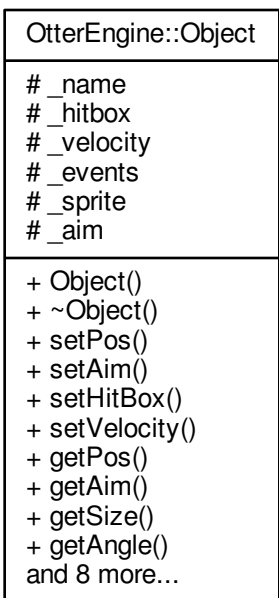 OtterEngine::Object
# _name
# _hitbox
# _velocity
# _events
# _sprite
# _aim
+ Object()
+ ~Object()
+ setPos()
+ setAim()
+ setHitBox()
+ setVelocity()
+ getPos()
+ getAim()
+ getSize()
+ getAngle()
and 8 more...